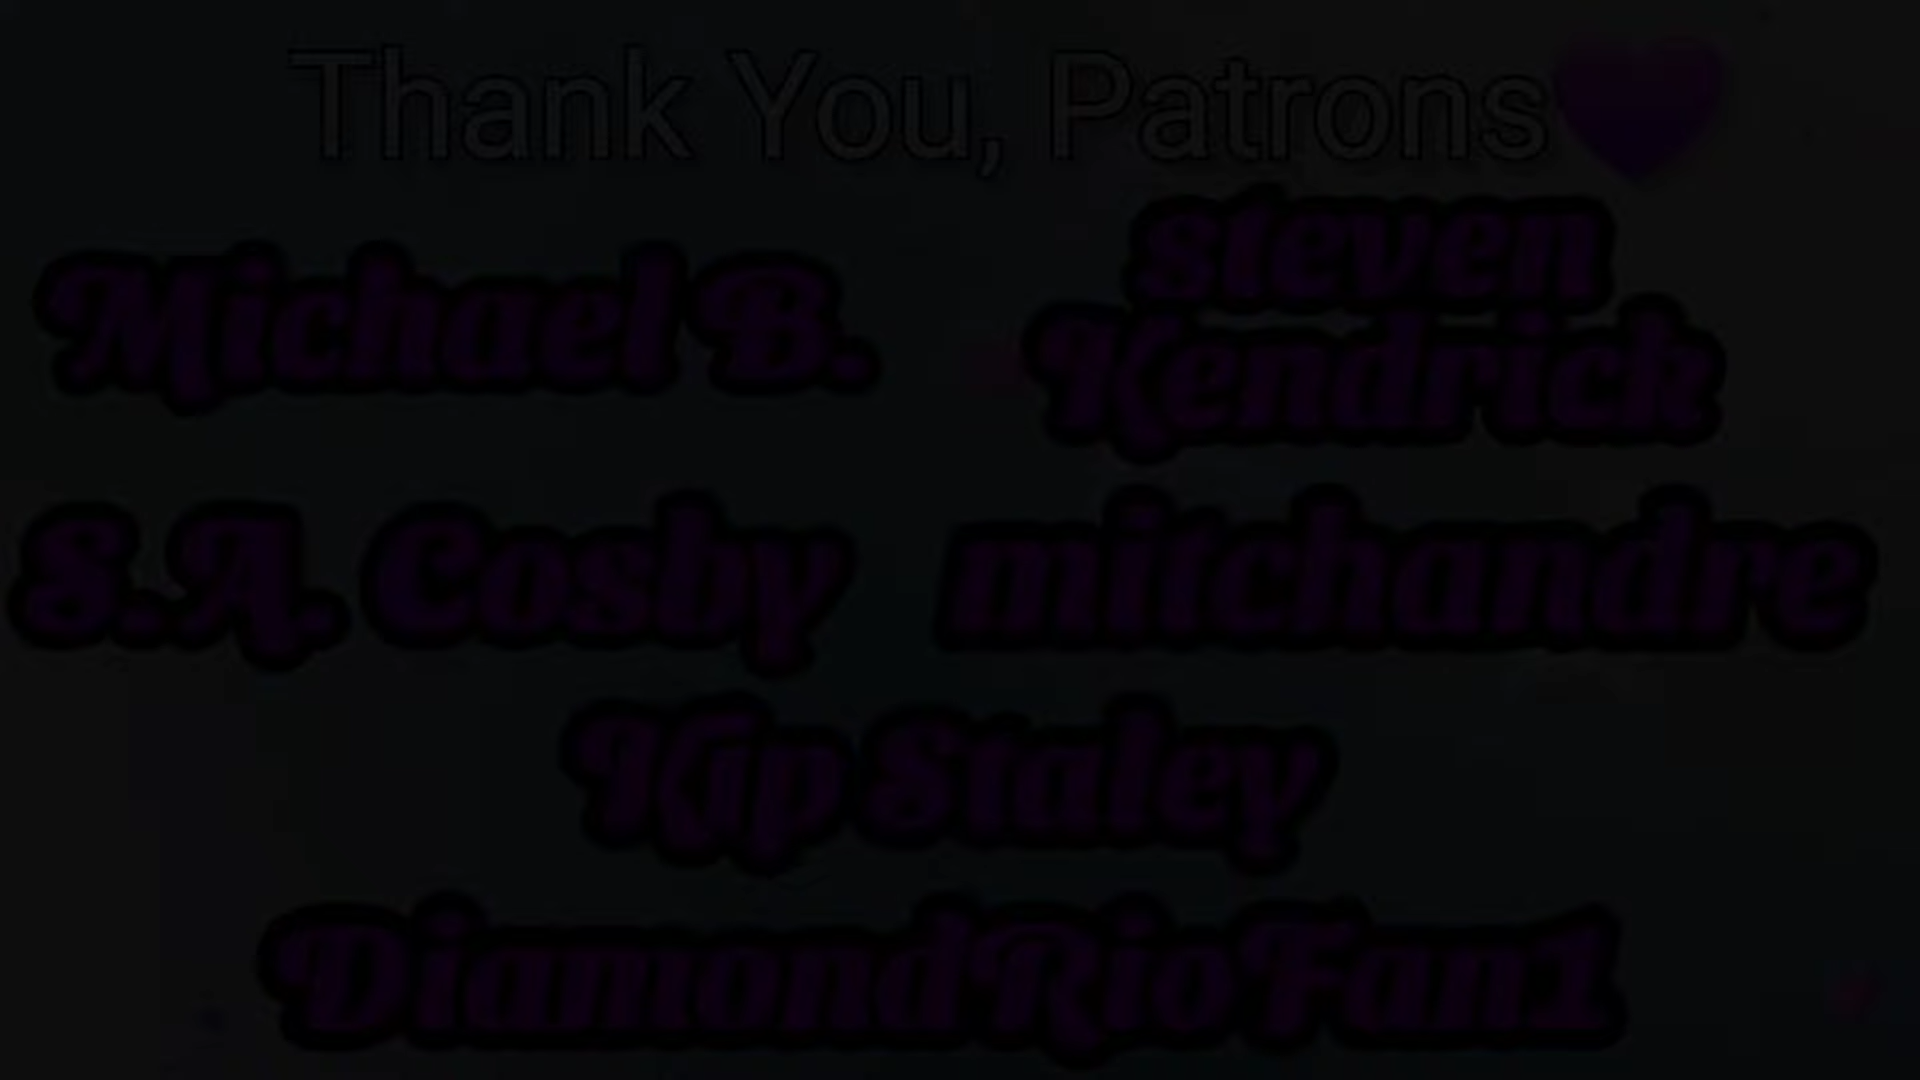 Thank You, Patrons💜
Michael B.
steven
Kendrick
S.A. Cosby
mitchandre
Kip Staley
DiamondRioFan1